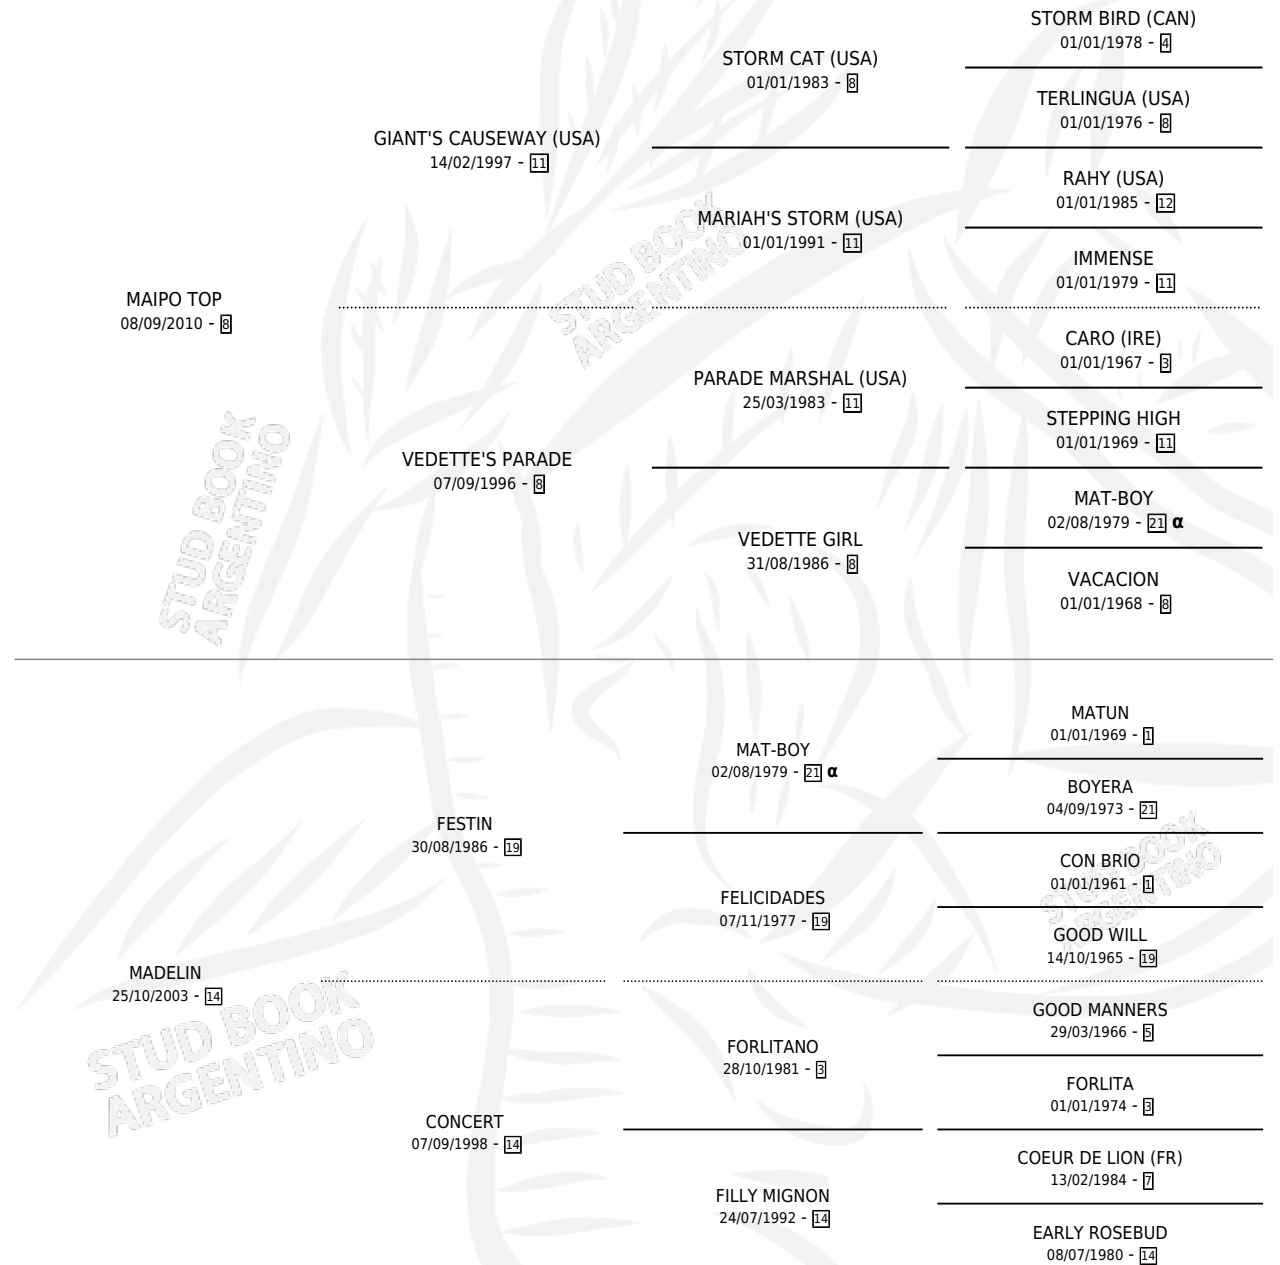 STORM BIRD (CAN)
01/01/1978 - 4
STORM CAT (USA)
01/01/1983 - 8
TERLINGUA (USA)
01/01/1976 - 8
GIANT'S CAUSEWAY (USA)
14/02/1997 - 11
RAHY (USA)
01/01/1985 - 12
MARIAH'S STORM (USA)
01/01/1991 - 11
IMMENSE
01/01/1979 - 11
MAIPO TOP
08/09/2010 - 8
CARO (IRE)
01/01/1967 - 3
PARADE MARSHAL (USA)
25/03/1983 - 11
STEPPING HIGH
01/01/1969 - 11
VEDETTE'S PARADE
07/09/1996 - 8
MAT-BOY
02/08/1979 - 21 α
VEDETTE GIRL
31/08/1986 - 8
VACACION
01/01/1968 - 8
MATUN
01/01/1969 - 1
MAT-BOY
02/08/1979 - 21 α
BOYERA
04/09/1973 - 21
FESTIN
30/08/1986 - 19
CON BRIO
01/01/1961 - 1
FELICIDADES
07/11/1977 - 19
GOOD WILL
14/10/1965 - 19
MADELIN
25/10/2003 - 14
GOOD MANNERS
29/03/1966 - 5
FORLITANO
28/10/1981 - 3
FORLITA
01/01/1974 - 3
CONCERT
07/09/1998 - 14
COEUR DE LION (FR)
13/02/1984 - 7
FILLY MIGNON
24/07/1992 - 14
EARLY ROSEBUD
08/07/1980 - 14
STUD BOOK
ARGENTINO
STUD BOOK
ARGENTINO
STUD BOOK
ARGENTINO
STUD BOOK
ARGENTINO